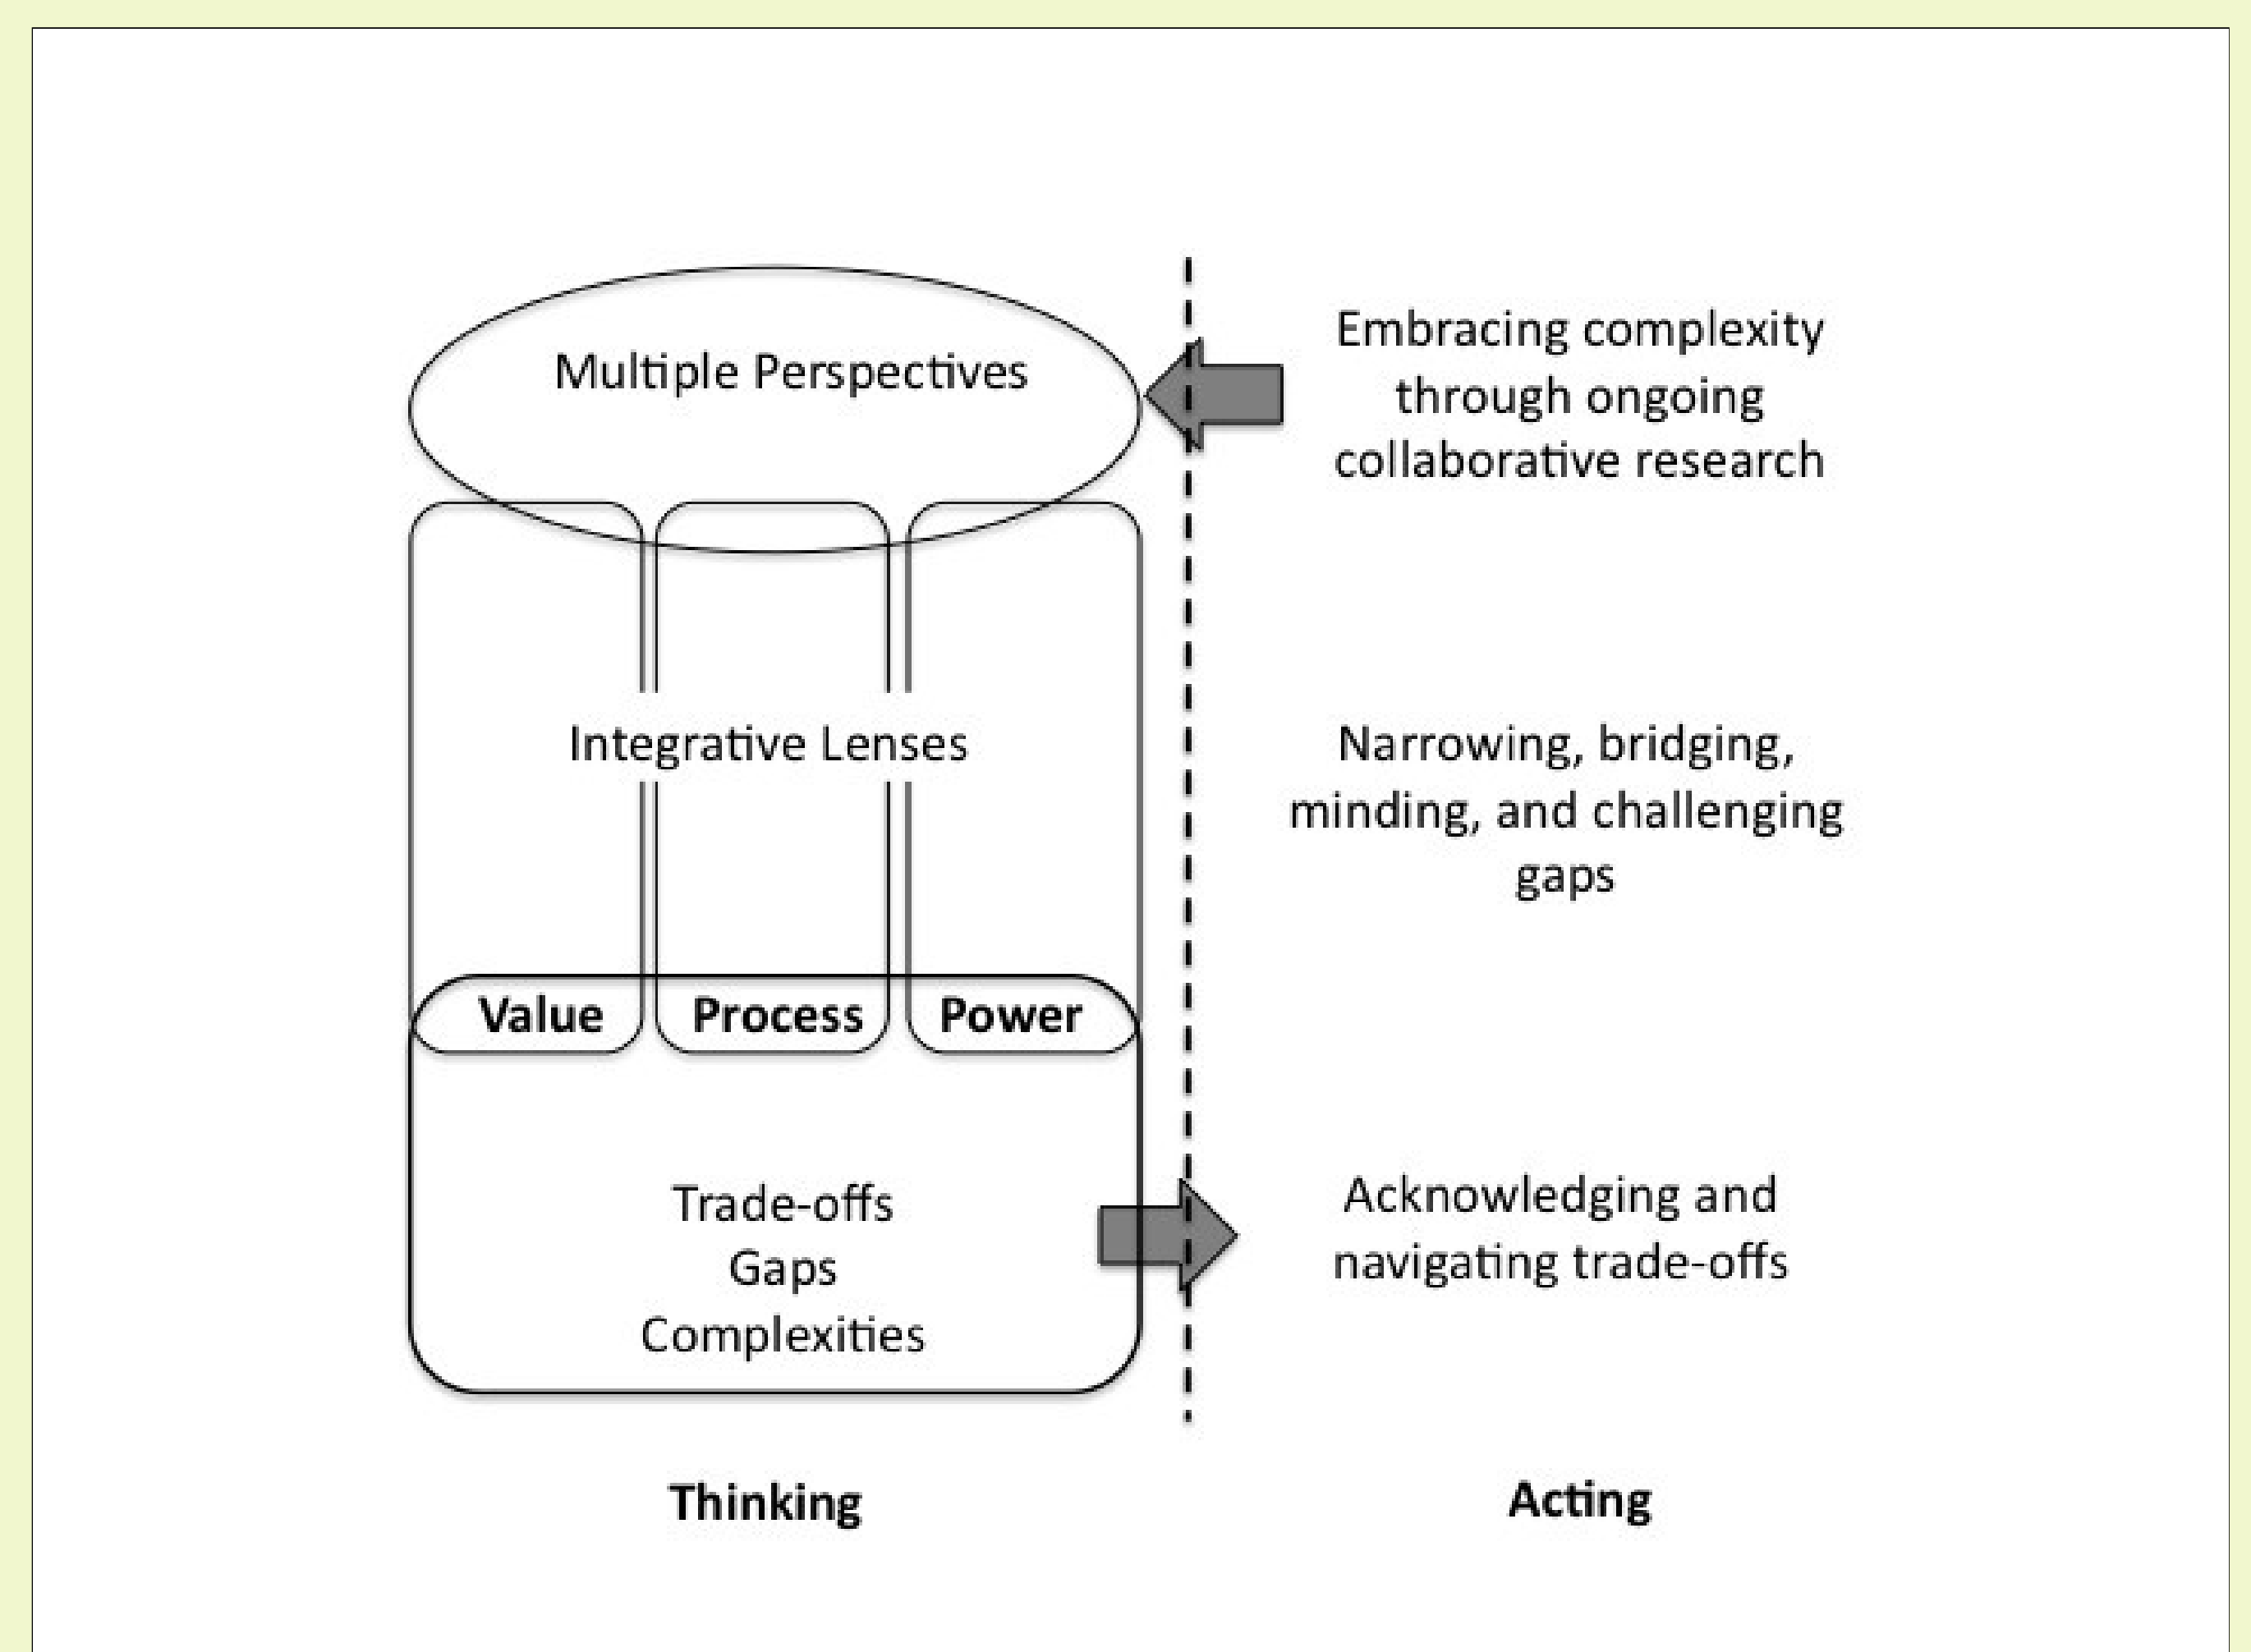 Multiple Perspectives
Embracing complexity
through ongoing
collaborative research
Integrative Lenses
Narrowing, bridging,
minding, and challenging
gaps
Value
Process
Power
Trade-offs
Gaps
Complexities
Acknowledging and
navigating trade-offs
Thinking
Acting